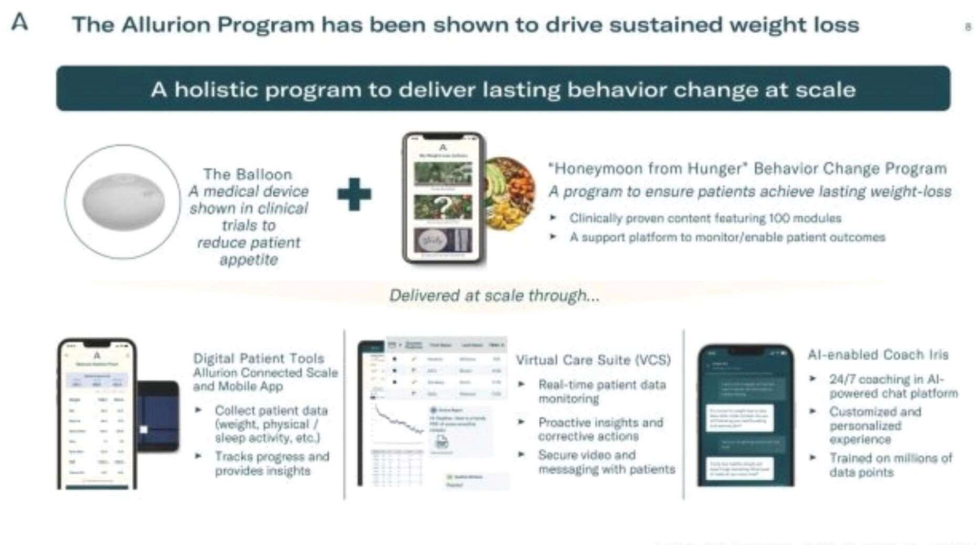 A
The Allurion Program has been shown to drive sustained weight loss
8
A holistic program to deliver lasting behavior change at scale
The Balloon
A medical device
shown in clinical
trials to
reduce patient
appetite
"Honeymoon from Hunger" Behavior Change Program
A program to ensure patients achieve lasting weight-loss
▸ Clinically proven content featuring 100 modules
▸ A support platform to monitor/enable patient outcomes
Delivered at scale through...
Digital Patient Tools
Allurion Connected Scale
and Mobile App
▸ Collect patient data
(weight, physical /
sleep activity, etc.)
▸ Tracks progress and
provides insights
Virtual Care Suite (VCS)
▸ Real-time patient data
monitoring
▸ Proactive insights and
corrective actions
▸ Secure video and
messaging with patients
AI-enabled Coach Iris
▸ 24/7 coaching in AI-
powered chat platform
▸ Customized and
personalized
experience
▸ Trained on millions of
data points